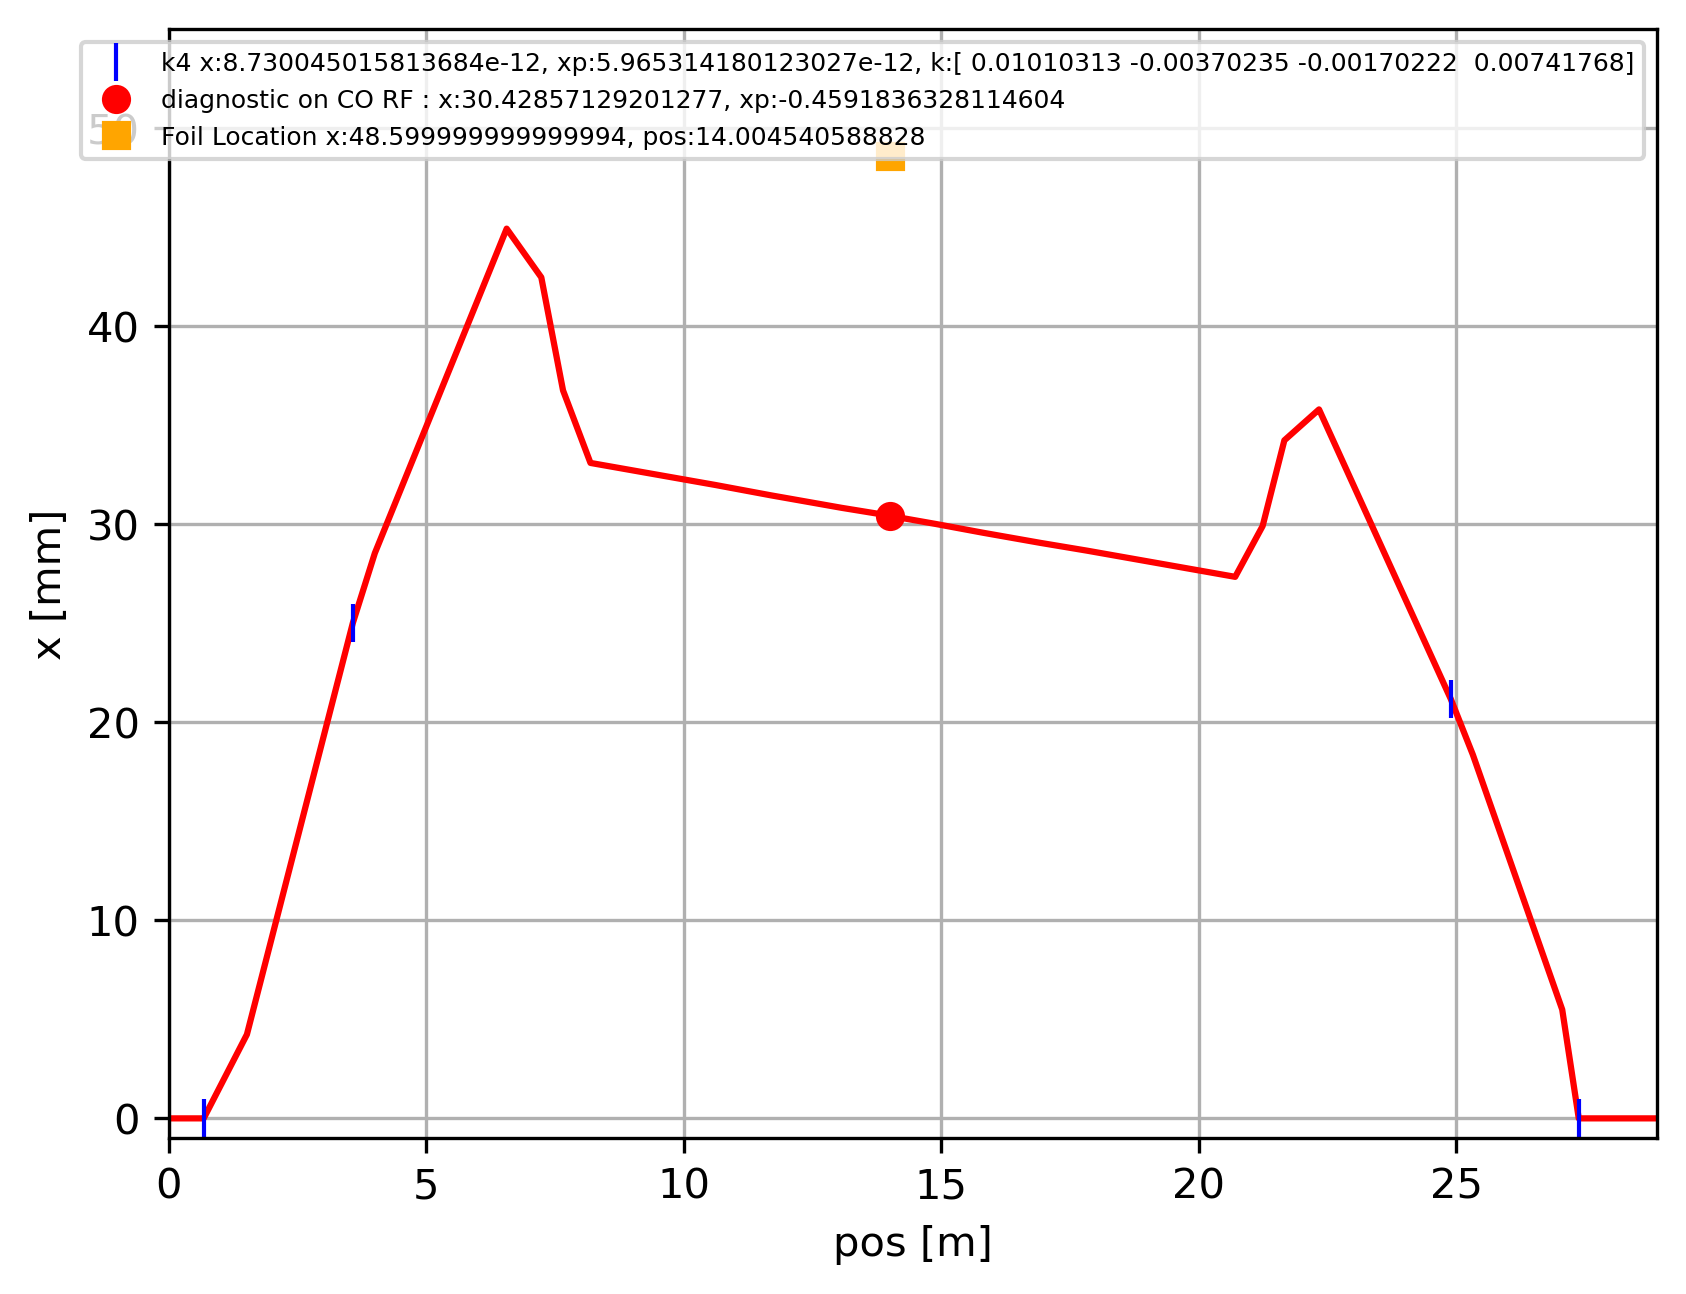 k4 x:8.730045015813684e-12, xp:5.965314180123027e-12, k:[ 0.01010313 -0.00370235 -0.00170222  0.00741768]
diagnostic on CO RF : x:30.42857129201277, xp:-0.4591836328114604
Foil Location x:48.599999999999994, pos:14.004540588828
50
40
30
20
10
0
x [mm]
0 5 10 15 20 25
pos [m]